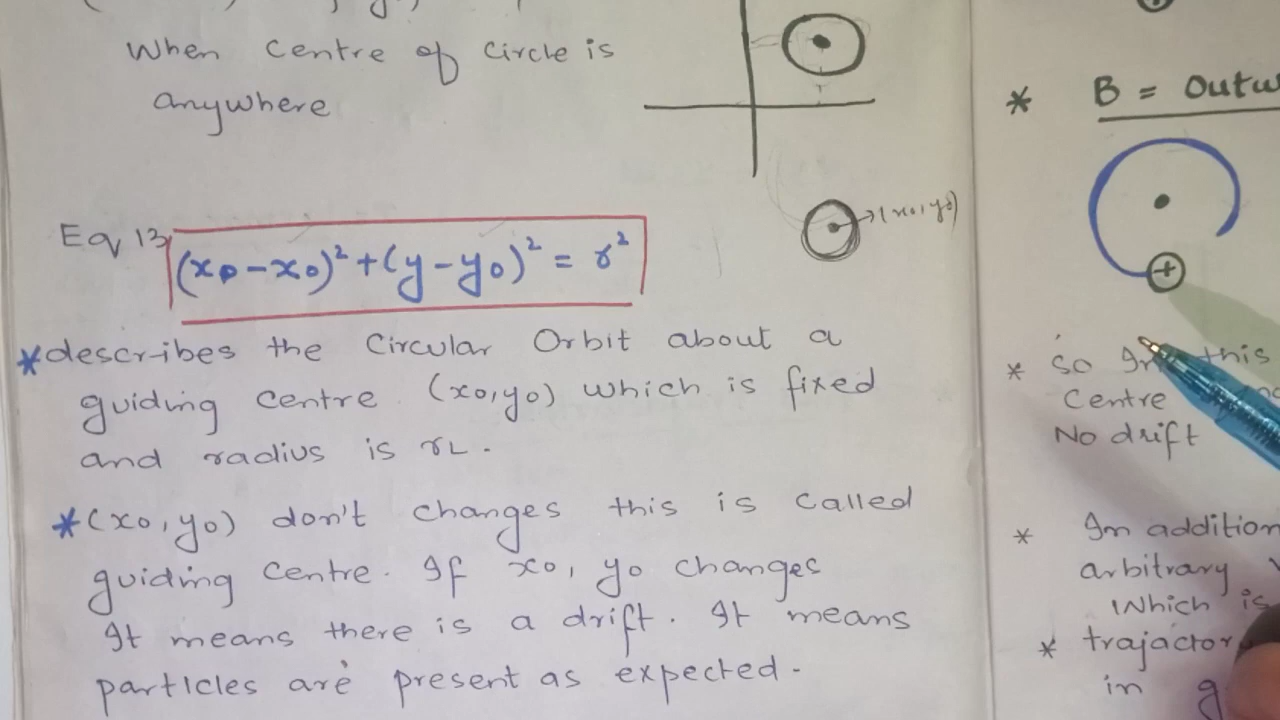 When Centre of Circle is
anywhere
→(x0,y0)
Eq 13 (xp-x0)²+(y-y0)² = r²
*describes the Circular Orbit about a
guiding Centre (x0,y0) which is fixed
and radius is rL.
*(x0,y0) don't changes this is called
guiding Centre. If x0, y0 changes
It means there is a drift. It means
particles are present as expected.
* B =
+
* So In this
Centre
No drift
* In addition
arbitrary
Which is
* trajactor
in